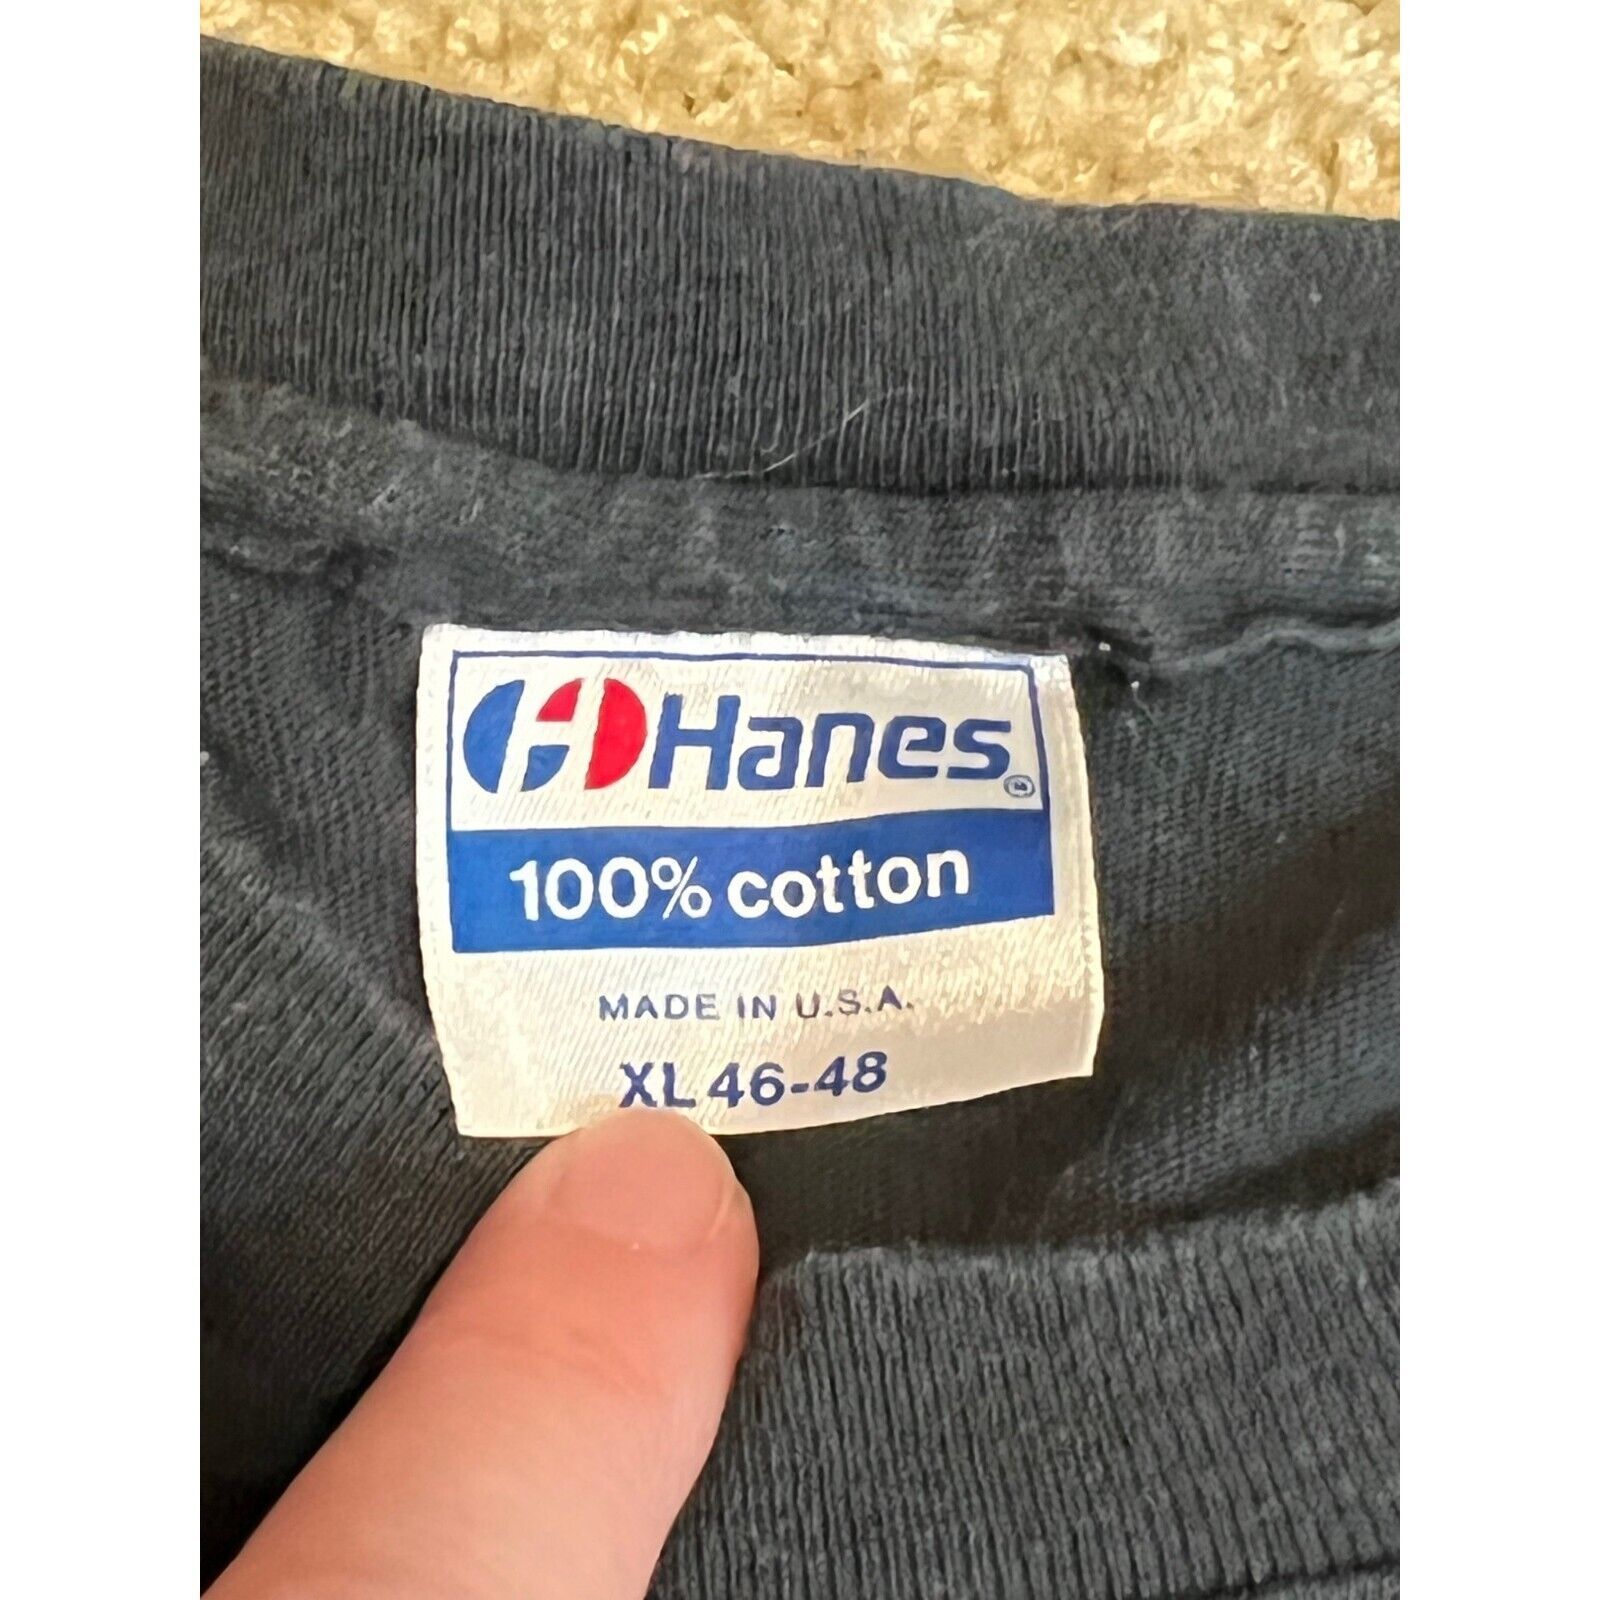 Hanes®
100% cotton
MADE IN U.S.A.
XL 46-48